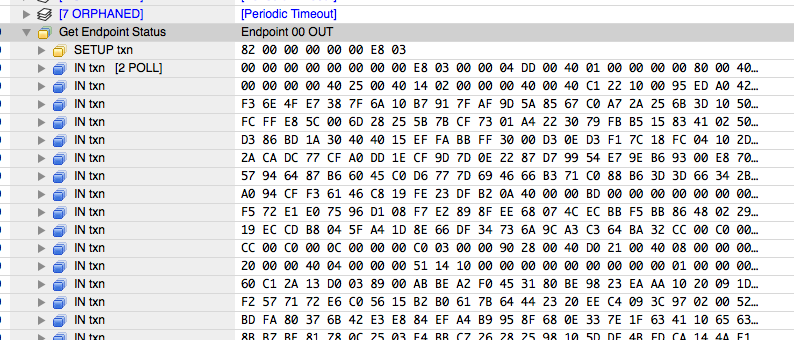 [7 ORPHANED] [Periodic Timeout]
Get Endpoint Status Endpoint 00 OUT
SETUP txn 82 00 00 00 00 00 E8 03
IN txn [2 POLL] 00 00 00 00 00 00 E8 03 00 00 04 DD 00 40 01 00 00 00 00 80 00 40…
IN txn 00 00 00 40 25 00 40 14 02 00 00 00 40 00 40 C1 22 10 00 95 ED A0 42…
IN txn F3 6E 4F E7 38 7F 6A 10 B7 91 7F AF 9D 5A 85 67 C0 A7 2A 25 6B 3D 10 50…
IN txn FC FF E8 5C 00 6D 28 25 5B 7B CF 73 01 A4 22 30 79 FB B5 15 83 41 02 50…
IN txn D3 86 BD 1A 30 40 40 15 EF FA BB FF 30 00 D3 0E D3 F1 7C 18 FC 04 10 2D…
IN txn 2A CA DC 77 CF A0 DD 1E CF 9D 7D 0E 22 87 D7 99 54 E7 9E B6 93 00 E8 70…
IN txn 57 94 64 87 B6 60 45 C0 D6 77 7D 69 46 66 B3 71 C0 88 B6 3D 3D 66 34 2B…
IN txn A0 94 CF F3 61 46 C8 19 FE 23 DF B2 0A 40 00 00 BD 00 00 00 00 00 00 00…
IN txn F5 72 E1 E0 75 96 D1 08 F7 E2 89 8F EE 68 07 4C EC BB F5 BB 86 48 02 29…
IN txn 19 EC CD B8 04 5F A4 1D 8E 66 DF 34 73 6A 9C A3 C3 64 BA 32 CC 00 C0 00…
IN txn CC 00 C0 00 0C 00 00 00 C0 03 00 00 90 28 00 40 D0 21 00 40 08 00 00 00…
IN txn 20 00 00 40 04 00 00 00 51 14 10 00 00 00 00 00 00 00 00 00 01 00 00 00…
IN txn 60 C1 2A 13 D0 03 89 00 AB BE A2 F0 45 31 80 BE 98 23 EA AA 10 20 09 1D…
IN txn F2 57 71 72 E6 C0 56 15 B2 B0 61 7B 64 44 23 20 EE C4 09 3C 97 02 00 52…
IN txn BD FA 80 37 6B 42 E3 E8 84 EF A4 B9 95 8F 68 0E 33 7E 1F 63 41 10 65 63…
IN txn